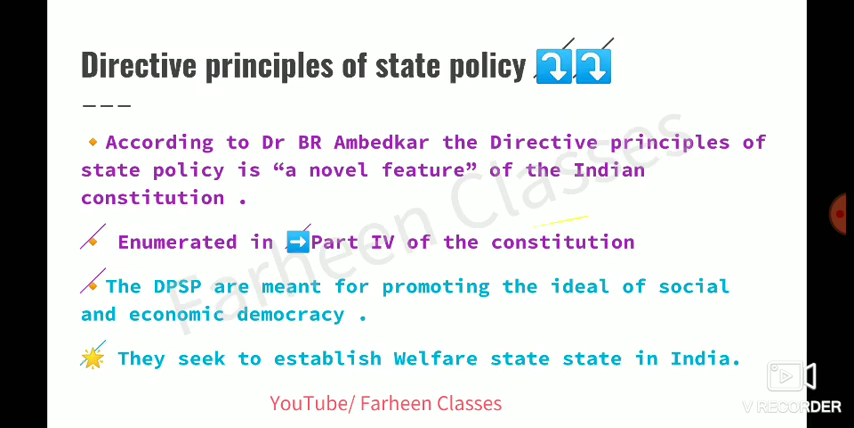 Directive principles of state policy ⤵⤵
———
🔸According to Dr BR Ambedkar the Directive principles of
state policy is “a novel feature” of the Indian
constitution .
🔸 Enumerated in ➡Part IV of the constitution
🔸The DPSP are meant for promoting the ideal of social
and economic democracy .
🌟 They seek to establish Welfare state state in India.
YouTube/ Farheen Classes
Farheen Classes
V RECORDER